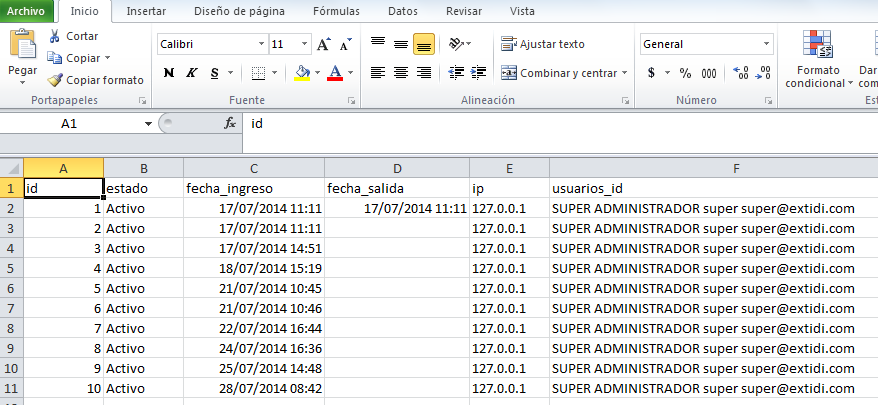 Archivo Inicio Insertar Diseño de página Fórmulas Datos Revisar Vista
Pegar
Cortar
Copiar
Copiar formato
Portapapeles
Calibri 11 A A
N K S A
Fuente
Ajustar texto
Combinar y centrar
Alineación
General
$ % 000
Número
Formato condicional
Dar
A1 fx id
A B C D E F
1 id estado fecha_ingreso fecha_salida ip usuarios_id
2 1 Activo 17/07/2014 11:11 17/07/2014 11:11 127.0.0.1 SUPER ADMINISTRADOR super super@extidi.com
3 2 Activo 17/07/2014 11:11 127.0.0.1 SUPER ADMINISTRADOR super super@extidi.com
4 3 Activo 17/07/2014 14:51 127.0.0.1 SUPER ADMINISTRADOR super super@extidi.com
5 4 Activo 18/07/2014 15:19 127.0.0.1 SUPER ADMINISTRADOR super super@extidi.com
6 5 Activo 21/07/2014 10:45 127.0.0.1 SUPER ADMINISTRADOR super super@extidi.com
7 6 Activo 21/07/2014 10:46 127.0.0.1 SUPER ADMINISTRADOR super super@extidi.com
8 7 Activo 22/07/2014 16:44 127.0.0.1 SUPER ADMINISTRADOR super super@extidi.com
9 8 Activo 24/07/2014 16:36 127.0.0.1 SUPER ADMINISTRADOR super super@extidi.com
10 9 Activo 25/07/2014 14:48 127.0.0.1 SUPER ADMINISTRADOR super super@extidi.com
11 10 Activo 28/07/2014 08:42 127.0.0.1 SUPER ADMINISTRADOR super super@extidi.com